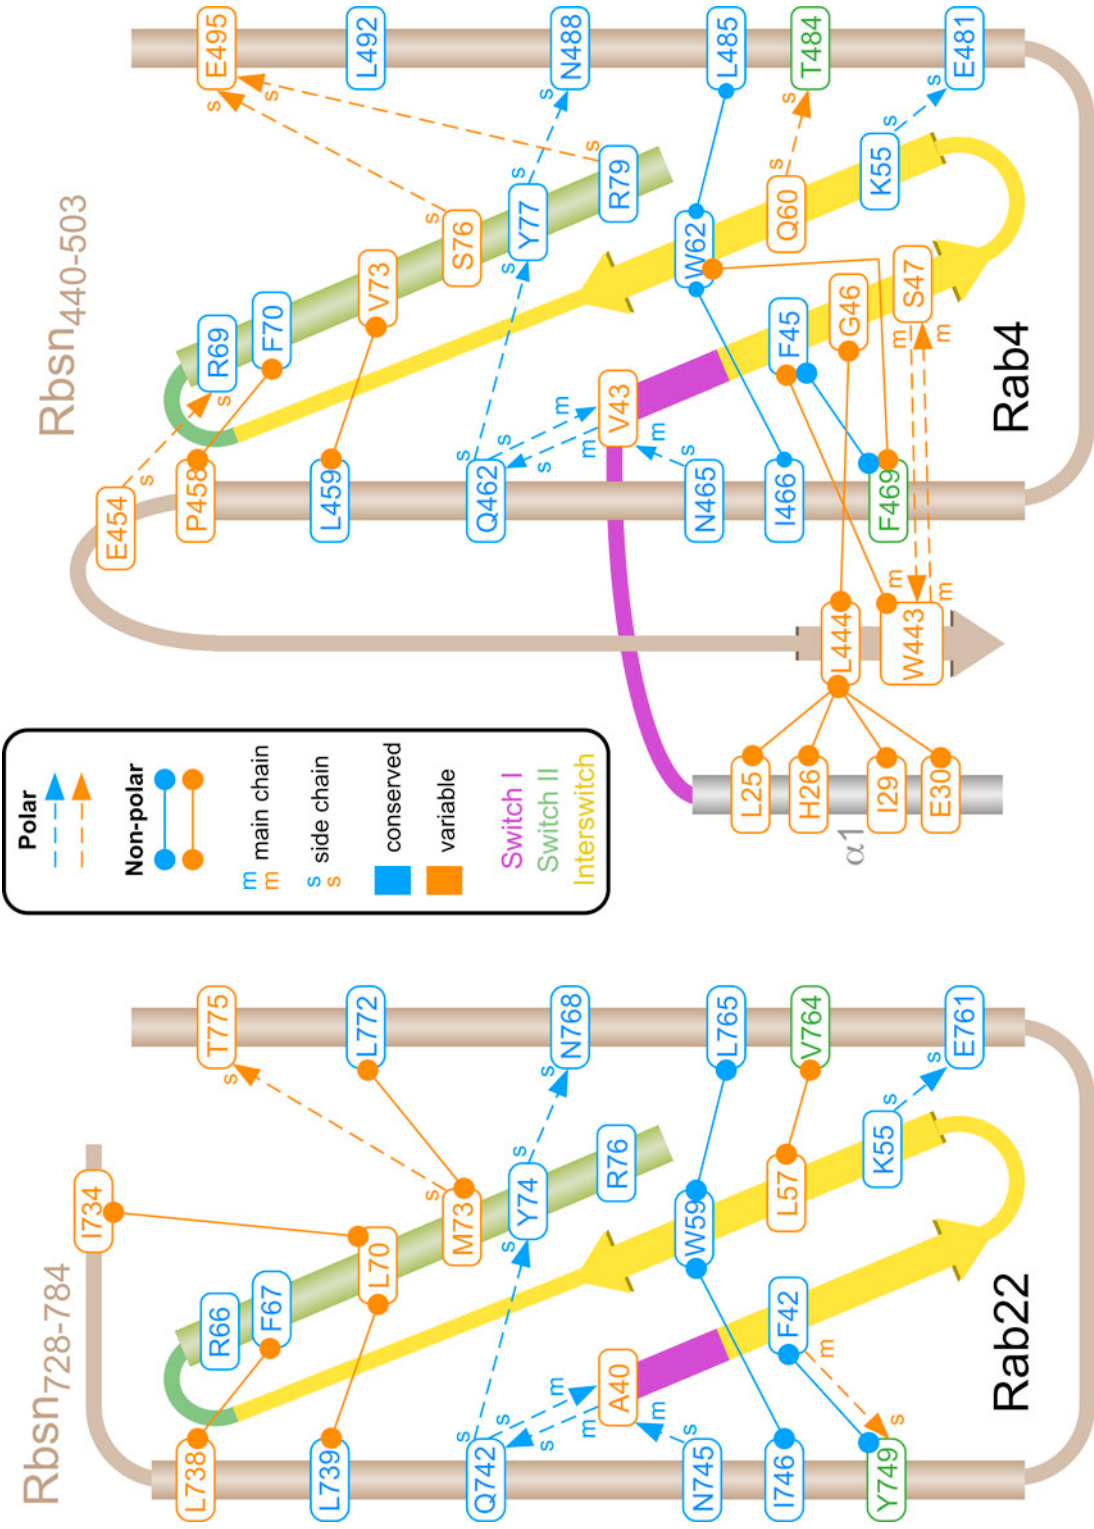 Rbsn728-784
I734
L738
L739
Q742
N745
I746
Y749
R66
F67
L70
M73
Y74
R76
A40
F42
W59
L57
K55
T775
L772
N768
L765
V764
E761
s
s
s
s
s
s
m
m
s
s
m
m
s
s
s
Rab22
Polar
Non-polar
m
m
main chain
s
s
side chain
conserved
variable
Switch I
Switch II
Interswitch
Rbsn440-503
E454
P458
L459
Q462
N465
I466
F469
L444
W443
L25
H26
I29
E30
α1
R69
F70
V73
S76
Y77
R79
V43
F45
G46
S47
W62
Q60
K55
E495
L492
N488
L485
T484
E481
s
s
s
s
s
s
s
s
s
s
s
s
m
m
s
m
s
s
s
s
s
m
m
m
m
Rab4